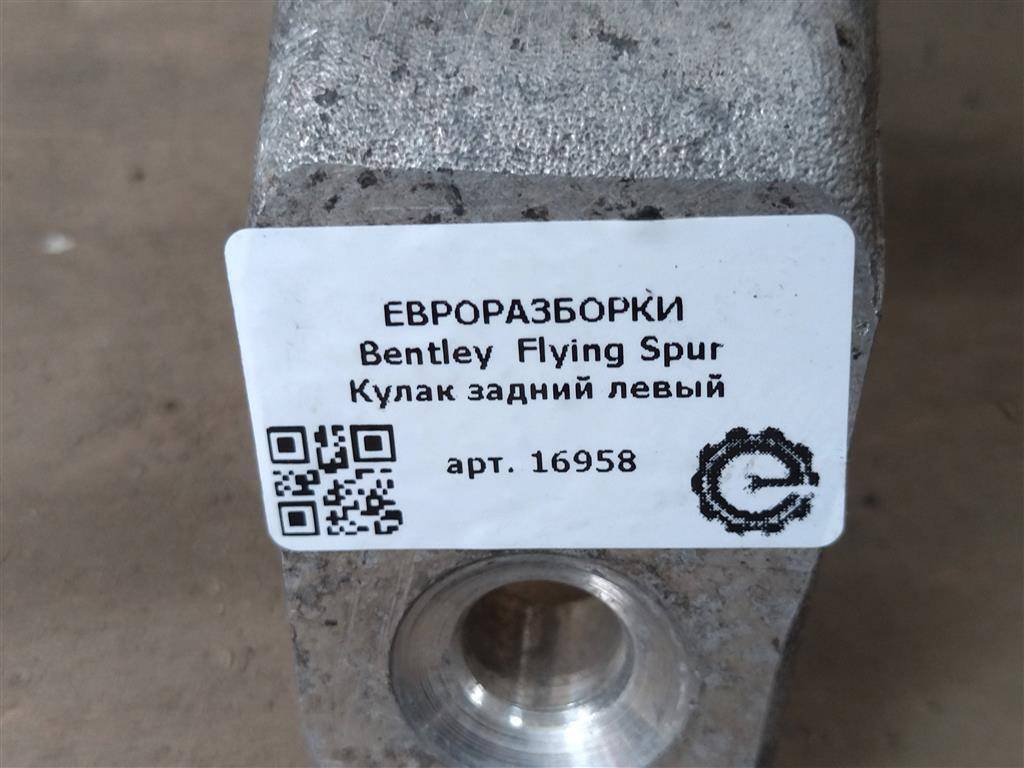 ЕВРОРАЗБОРКИ
Bentley Flying Spur
Кулак задний левый
арт. 16958